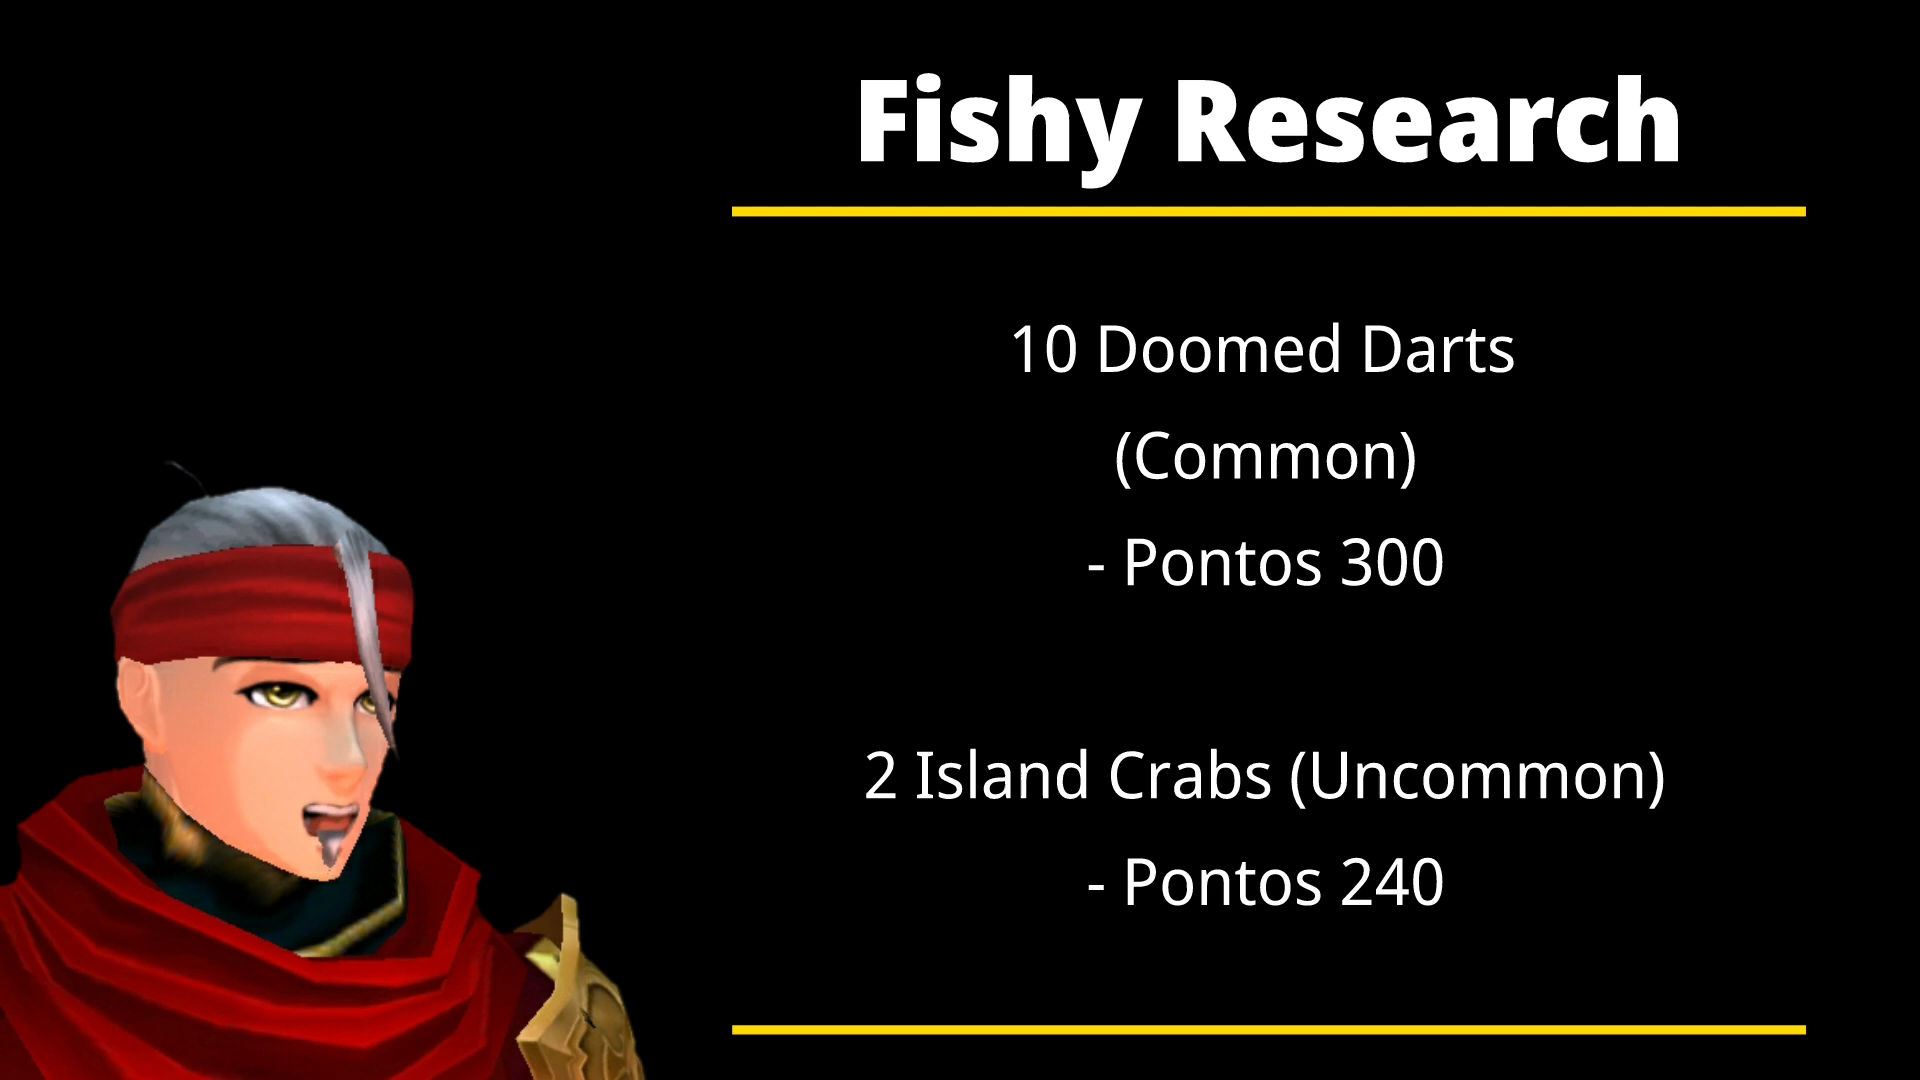 Fishy Research
10 Doomed Darts
(Common)
- Pontos 300
2 Island Crabs (Uncommon)
- Pontos 240